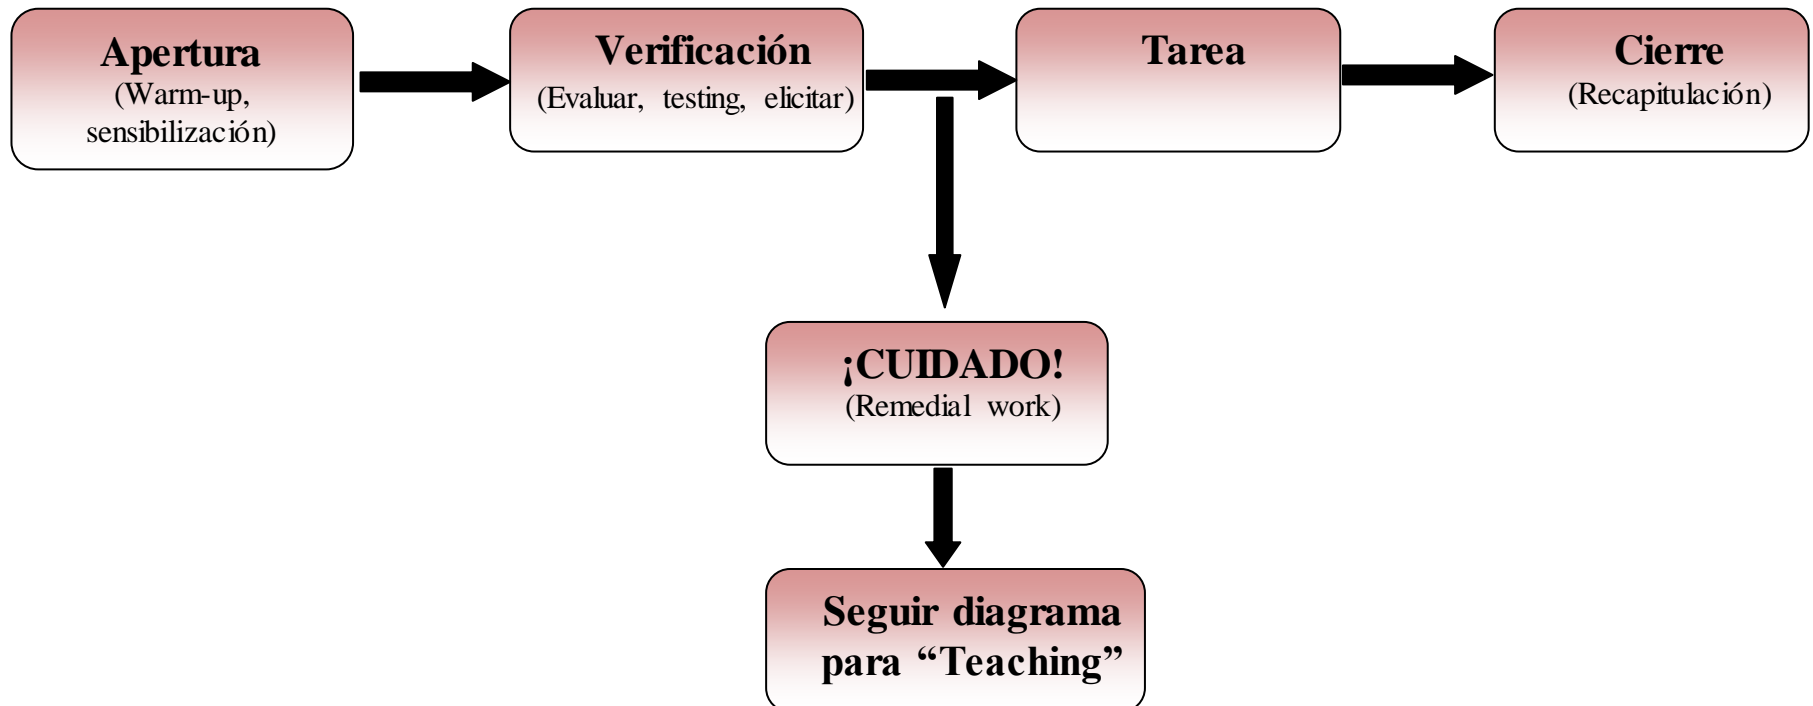 Apertura
(Warm-up,
sensibilización)
Verificación
(Evaluar, testing, elicitar)
Tarea
Cierre
(Recapitulación)
¡CUIDADO!
(Remedial work)
Seguir diagrama
para “Teaching”